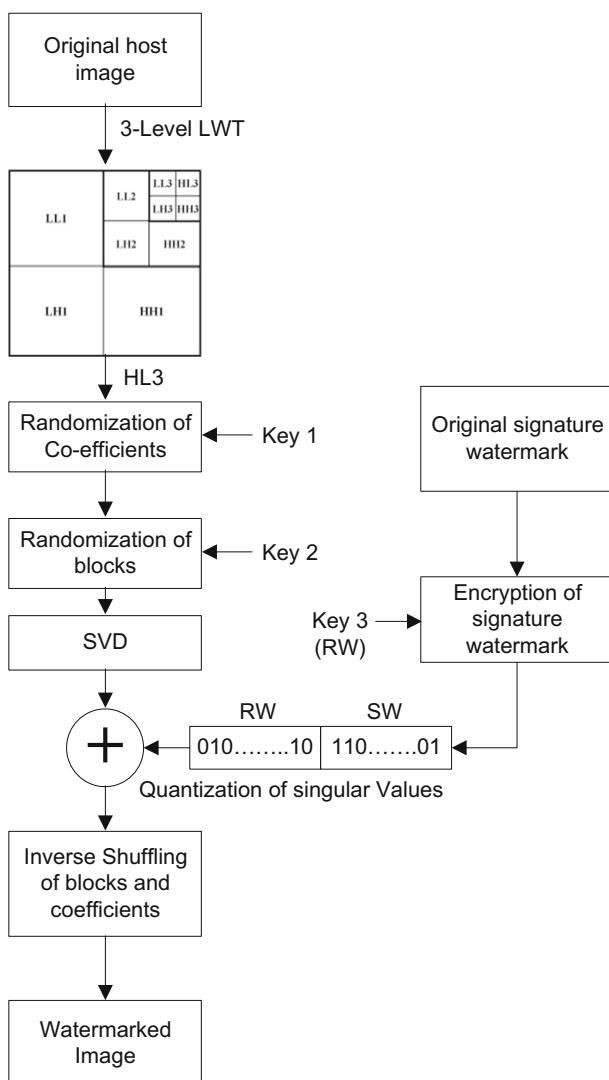 Original host
image
3-Level LWT
LL1
LL2
LL3
HL3
LH3
HH3
LH2
HH2
LH1
HH1
HL3
Randomization of
Co-efficients
Key 1
Randomization of
blocks
Key 2
SVD
Original signature
watermark
Encryption of
signature
watermark
Key 3
(RW)
RW
SW
010........10
110.......01
Quantization of singular Values
+
Inverse Shuffling
of blocks and
coefficients
Watermarked
Image